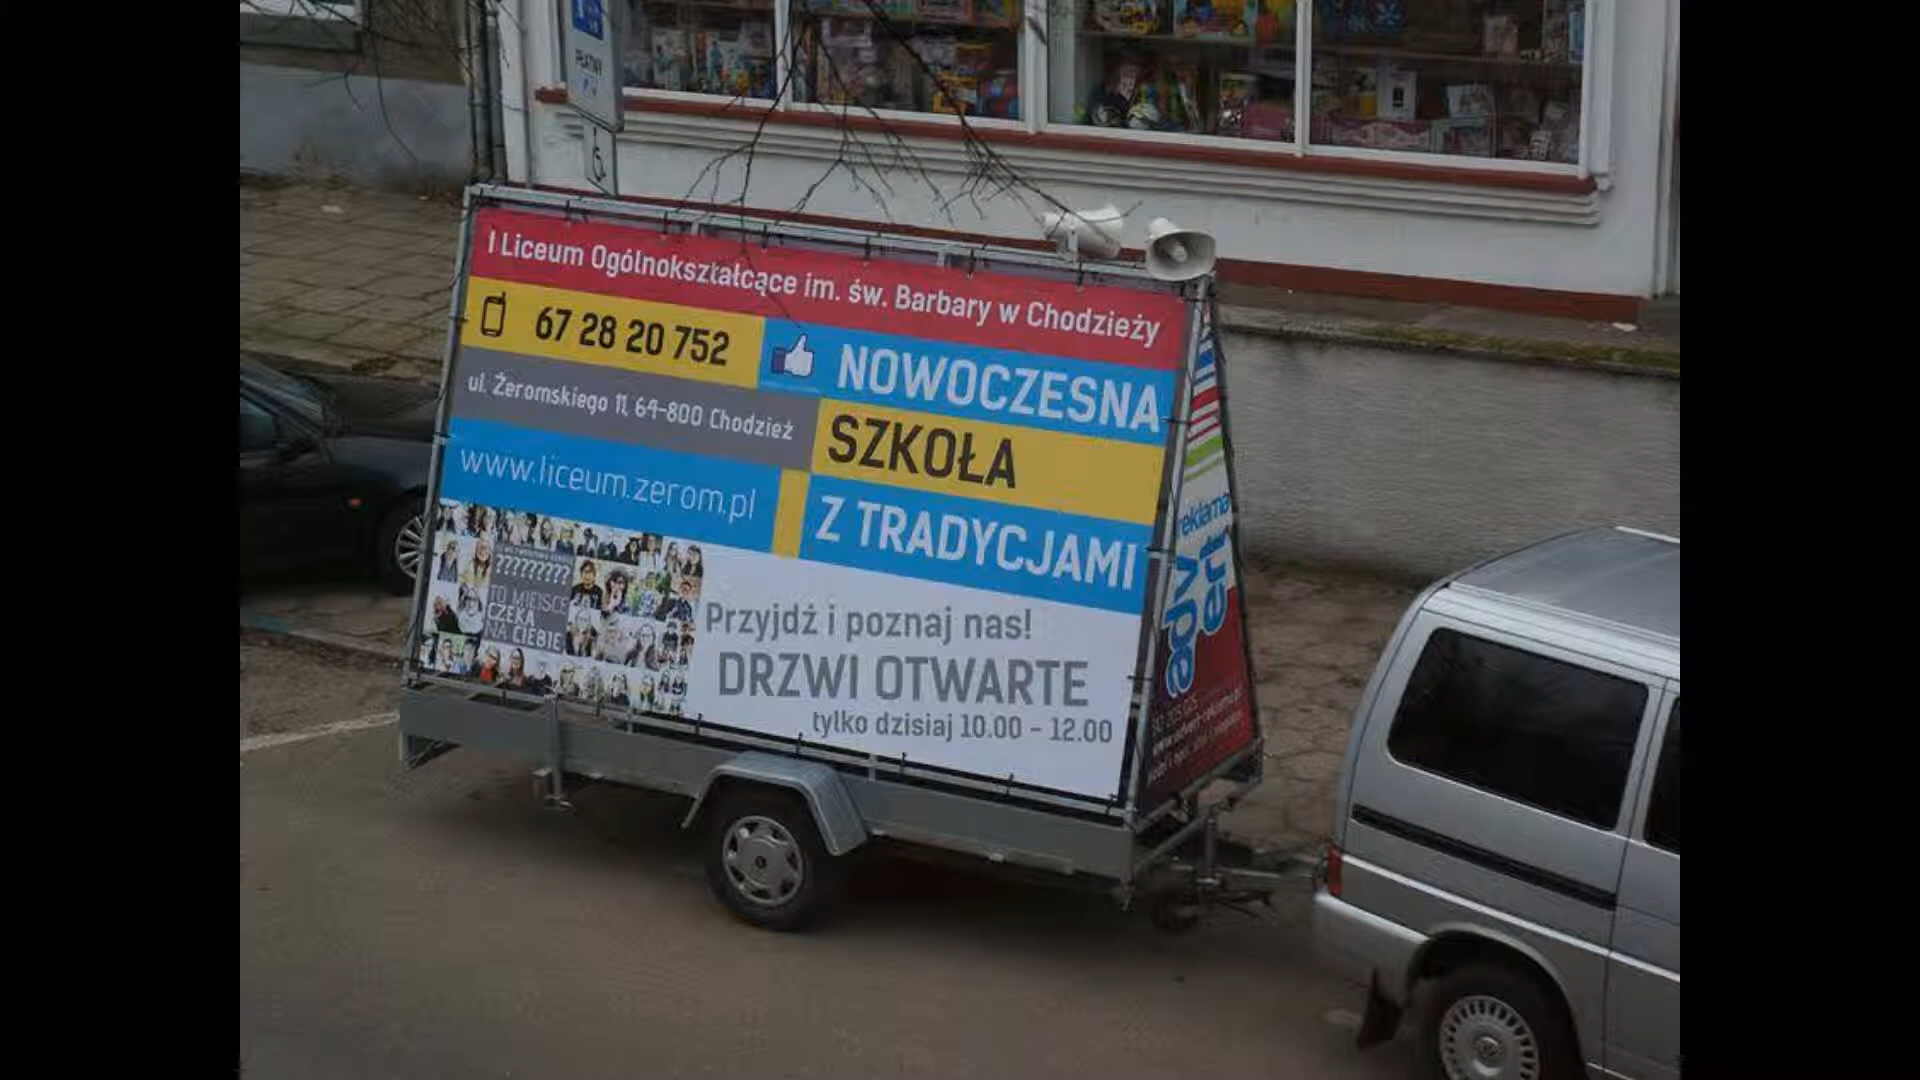 PŁATNY
I Liceum Ogólnokształcące im. św. Barbary w Chodzieży
67 28 20 752
ul. Żeromskiego 11, 64-800 Chodzież
www.liceum.zerom.pl
NOWOCZESNA
SZKOŁA
Z TRADYCJAMI
?????????
TO MIEJSCE
CZEKA
NA CIEBIE
Przyjdź i poznaj nas!
DRZWI OTWARTE
tylko dzisiaj 10.00 - 12.00
reklama
adv
ert